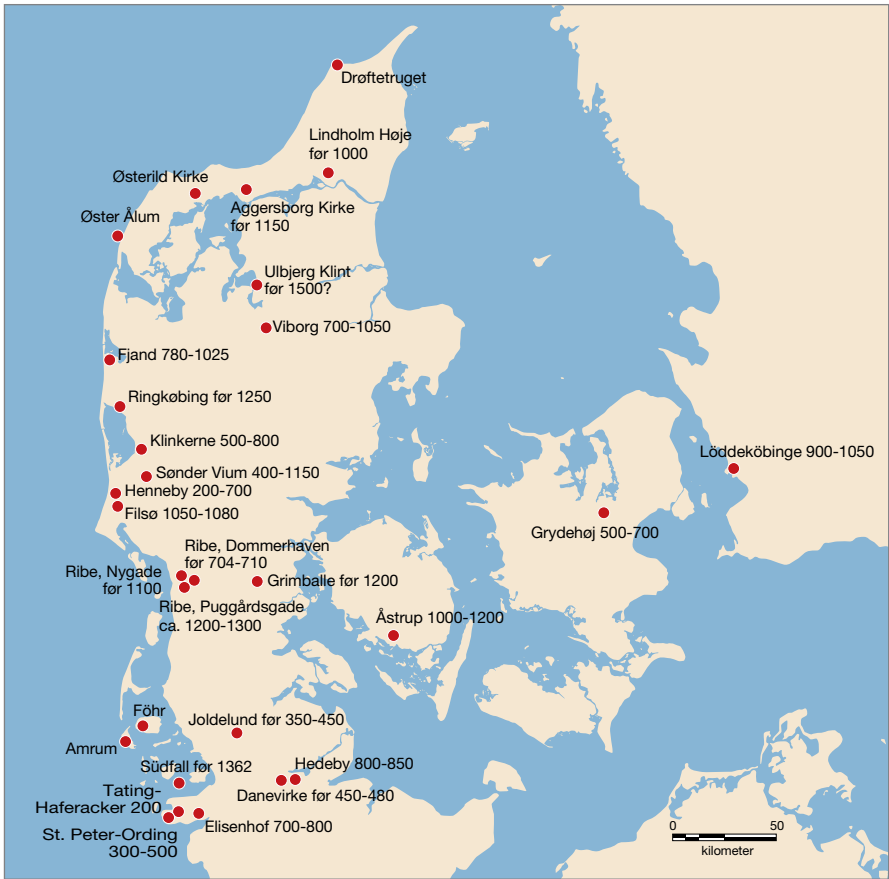 Drøftetruget
Lindholm Høje
før 1000
Østerild Kirke
Aggersborg Kirke
før 1150
Øster Ålum
Ulbjerg Klint
før 1500?
Viborg 700-1050
Fjand 780-1025
Ringkøbing før 1250
Klinkerne 500-800
Löddeköbinge 900-1050
Sønder Vium 400-1150
Henneby 200-700
Filsø 1050-1080
Grydehøj 500-700
Ribe, Dommerhaven
før 704-710
Ribe, Nygade
før 1100
Grimballe før 1200
Ribe, Puggårdsgade
ca. 1200-1300
Åstrup 1000-1200
Föhr
Joldelund før 350-450
Amrum
Südfall før 1362
Hedeby 800-850
Danevirke før 450-480
Tating-
Haferacker 200
Elisenhof 700-800
St. Peter-Ording
300-500
0 50
kilometer